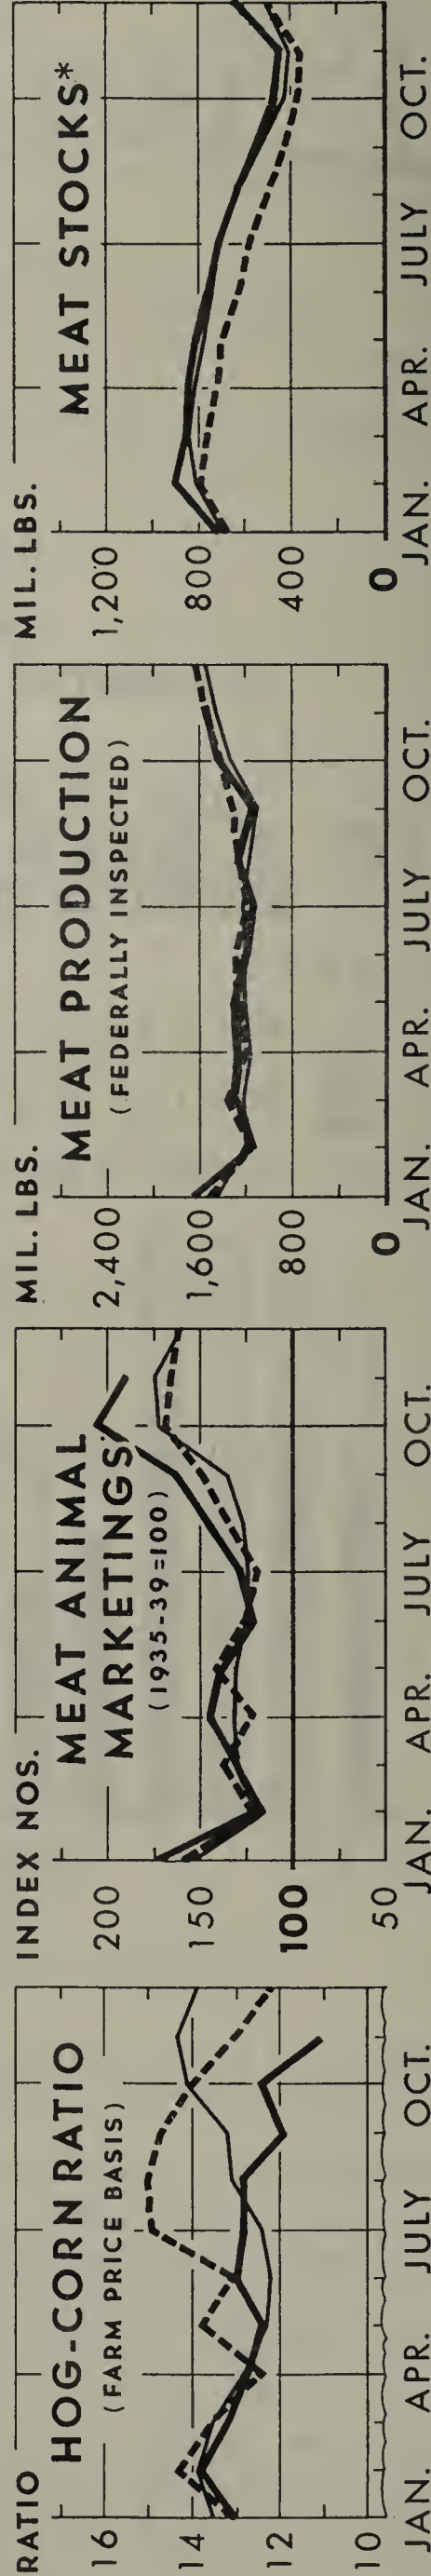 RATIO
HOG-CORN RATIO
(FARM PRICE BASIS)
16
14
12
10
JAN. APR. JULY OCT.
INDEX NOS.
MEAT ANIMAL
MARKETINGS
(1935-39=100)
200
150
100
50
JAN. APR. JULY OCT.
MIL. LBS.
MEAT PRODUCTION
(FEDERALLY INSPECTED)
2,400
1,600
800
0
JAN. APR. JULY OCT.
MIL. LBS.
MEAT STOCKS*
1,200
800
400
0
JAN. APR. JULY OCT.